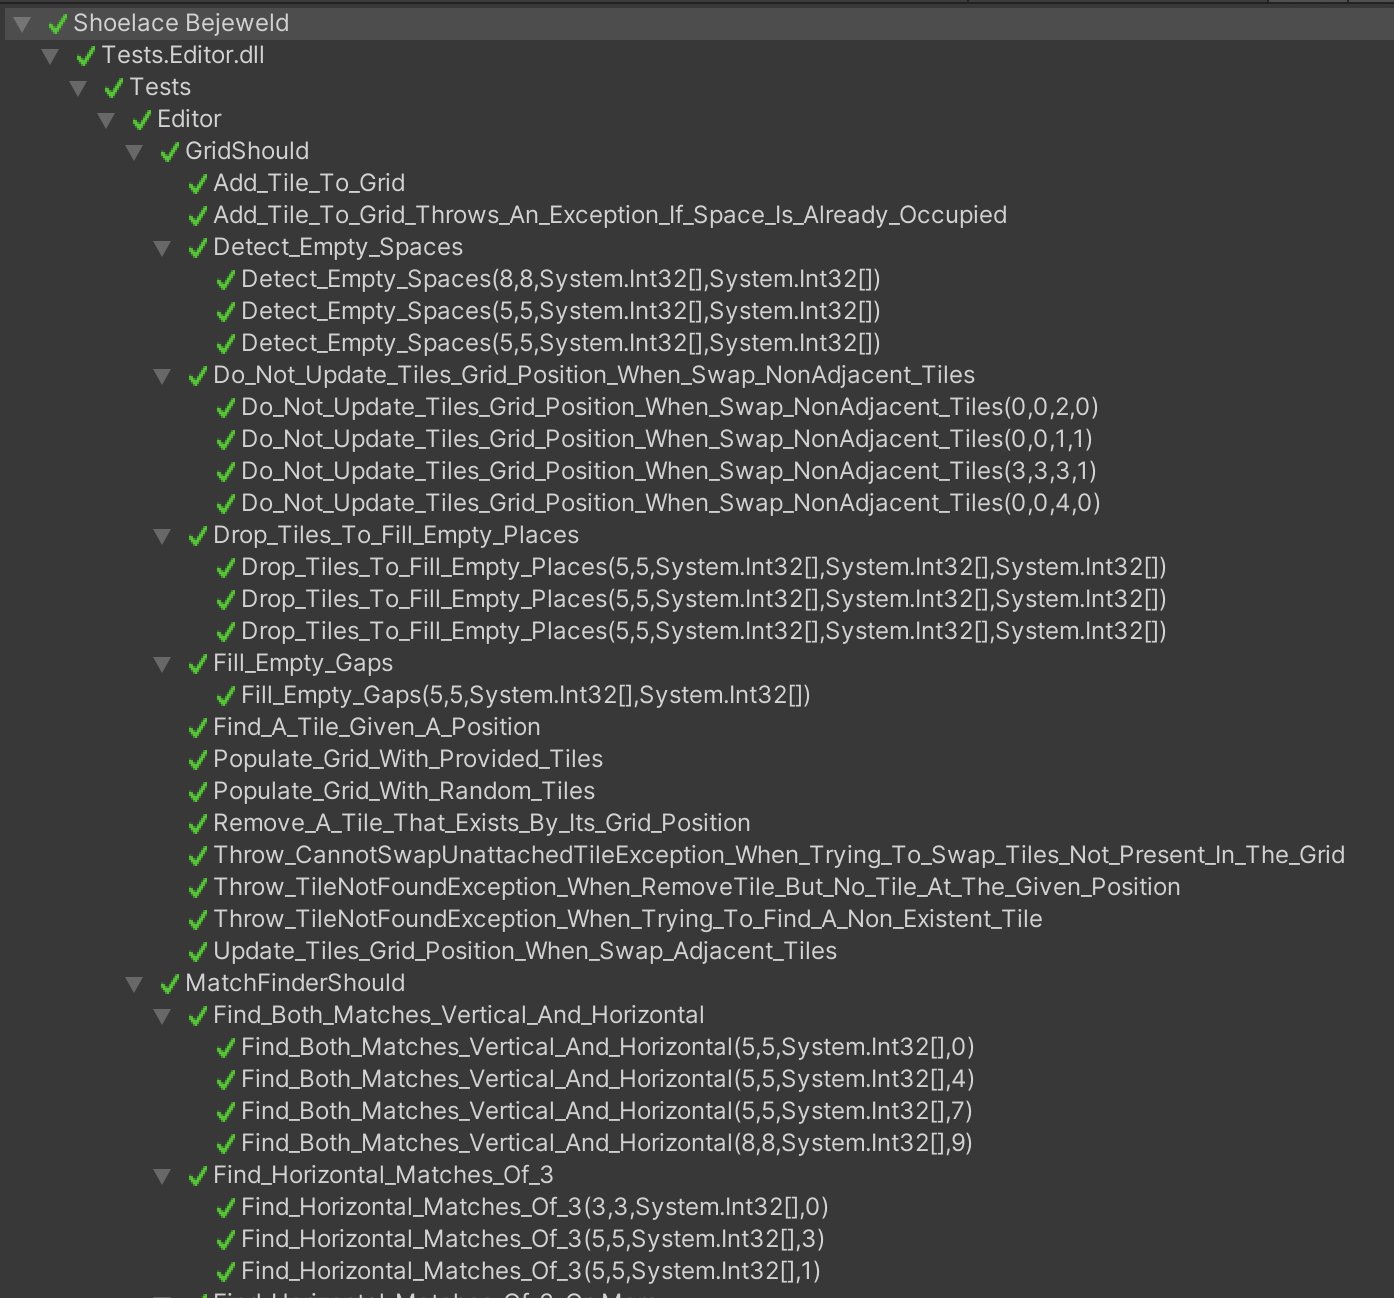 Shoelace Bejeweld
Tests.Editor.dll
Tests
Editor
GridShould
Add_Tile_To_Grid
Add_Tile_To_Grid_Throws_An_Exception_If_Space_Is_Already_Occupied
Detect_Empty_Spaces
Detect_Empty_Spaces(8,8,System.Int32[],System.Int32[])
Detect_Empty_Spaces(5,5,System.Int32[],System.Int32[])
Detect_Empty_Spaces(5,5,System.Int32[],System.Int32[])
Do_Not_Update_Tiles_Grid_Position_When_Swap_NonAdjacent_Tiles
Do_Not_Update_Tiles_Grid_Position_When_Swap_NonAdjacent_Tiles(0,0,2,0)
Do_Not_Update_Tiles_Grid_Position_When_Swap_NonAdjacent_Tiles(0,0,1,1)
Do_Not_Update_Tiles_Grid_Position_When_Swap_NonAdjacent_Tiles(3,3,3,1)
Do_Not_Update_Tiles_Grid_Position_When_Swap_NonAdjacent_Tiles(0,0,4,0)
Drop_Tiles_To_Fill_Empty_Places
Drop_Tiles_To_Fill_Empty_Places(5,5,System.Int32[],System.Int32[],System.Int32[])
Drop_Tiles_To_Fill_Empty_Places(5,5,System.Int32[],System.Int32[],System.Int32[])
Drop_Tiles_To_Fill_Empty_Places(5,5,System.Int32[],System.Int32[],System.Int32[])
Fill_Empty_Gaps
Fill_Empty_Gaps(5,5,System.Int32[],System.Int32[])
Find_A_Tile_Given_A_Position
Populate_Grid_With_Provided_Tiles
Populate_Grid_With_Random_Tiles
Remove_A_Tile_That_Exists_By_Its_Grid_Position
Throw_CannotSwapUnattachedTileException_When_Trying_To_Swap_Tiles_Not_Present_In_The_Grid
Throw_TileNotFoundException_When_RemoveTile_But_No_Tile_At_The_Given_Position
Throw_TileNotFoundException_When_Trying_To_Find_A_Non_Existent_Tile
Update_Tiles_Grid_Position_When_Swap_Adjacent_Tiles
MatchFinderShould
Find_Both_Matches_Vertical_And_Horizontal
Find_Both_Matches_Vertical_And_Horizontal(5,5,System.Int32[],0)
Find_Both_Matches_Vertical_And_Horizontal(5,5,System.Int32[],4)
Find_Both_Matches_Vertical_And_Horizontal(5,5,System.Int32[],7)
Find_Both_Matches_Vertical_And_Horizontal(8,8,System.Int32[],9)
Find_Horizontal_Matches_Of_3
Find_Horizontal_Matches_Of_3(3,3,System.Int32[],0)
Find_Horizontal_Matches_Of_3(5,5,System.Int32[],3)
Find_Horizontal_Matches_Of_3(5,5,System.Int32[],1)